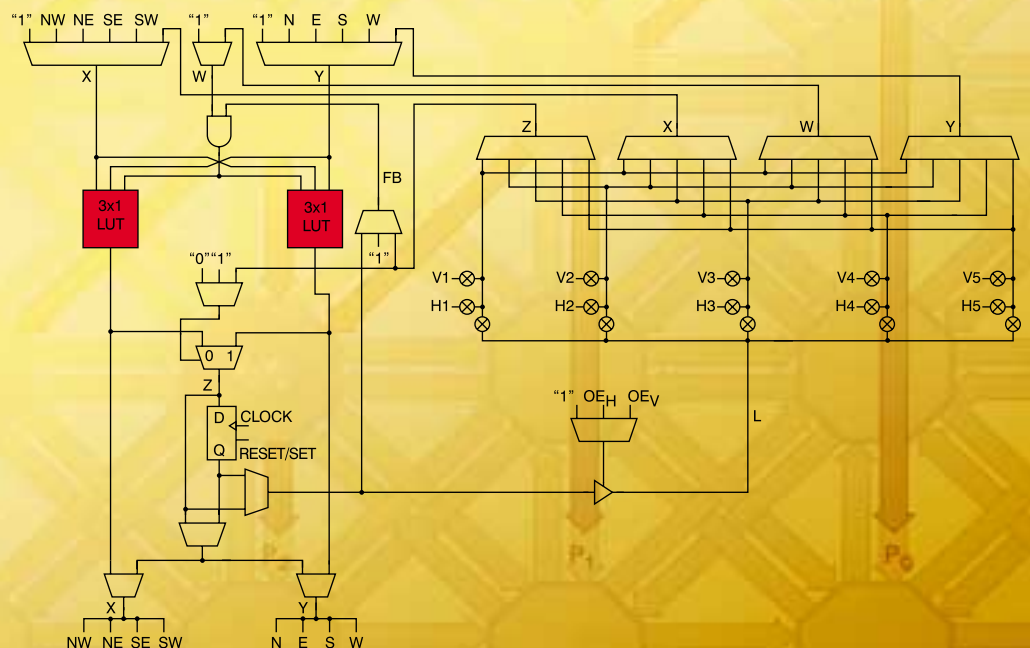 “1” NW NE SE SW “1” “1” N E S W
X W Y
Z X W Y
FB
3x1 LUT
3x1 LUT
“1”
“0” “1”
V1 V2 V3 V4 V5
H1 H2 H3 H4 H5
0 1
Z
“1” OEH OEV
D CLOCK
L
Q RESET/SET
P1 P0
X Y
NW NE SE SW N E S W